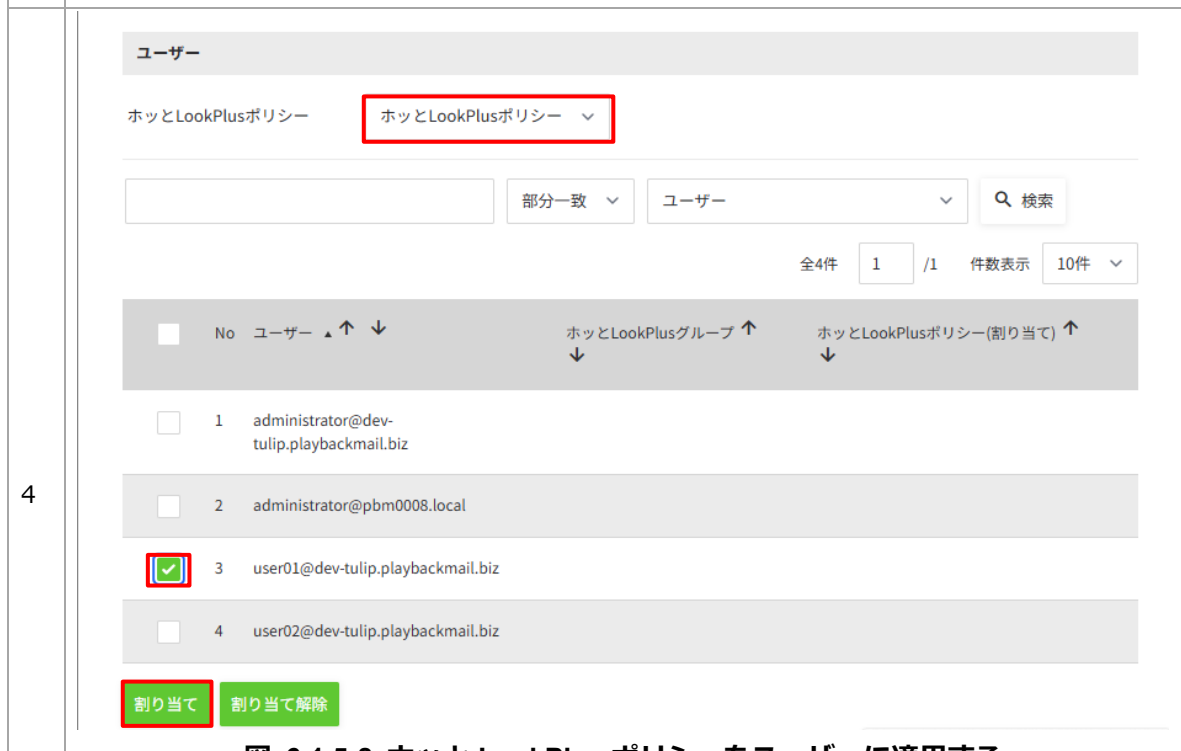 ユーザー
ホッとLookPlusポリシー ホッとLookPlusポリシー
部分一致 ユーザー 検索
全4件 1 /1 件数表示 10件
No ユーザー ▲ ↑ ↓ ホッとLookPlusグループ ↑ ↓ ホッとLookPlusポリシー(割り当て) ↑ ↓
1 administrator@dev-
tulip.playbackmail.biz
4
2 administrator@pbm0008.local
3 user01@dev-tulip.playbackmail.biz
4 user02@dev-tulip.playbackmail.biz
割り当て 割り当て解除